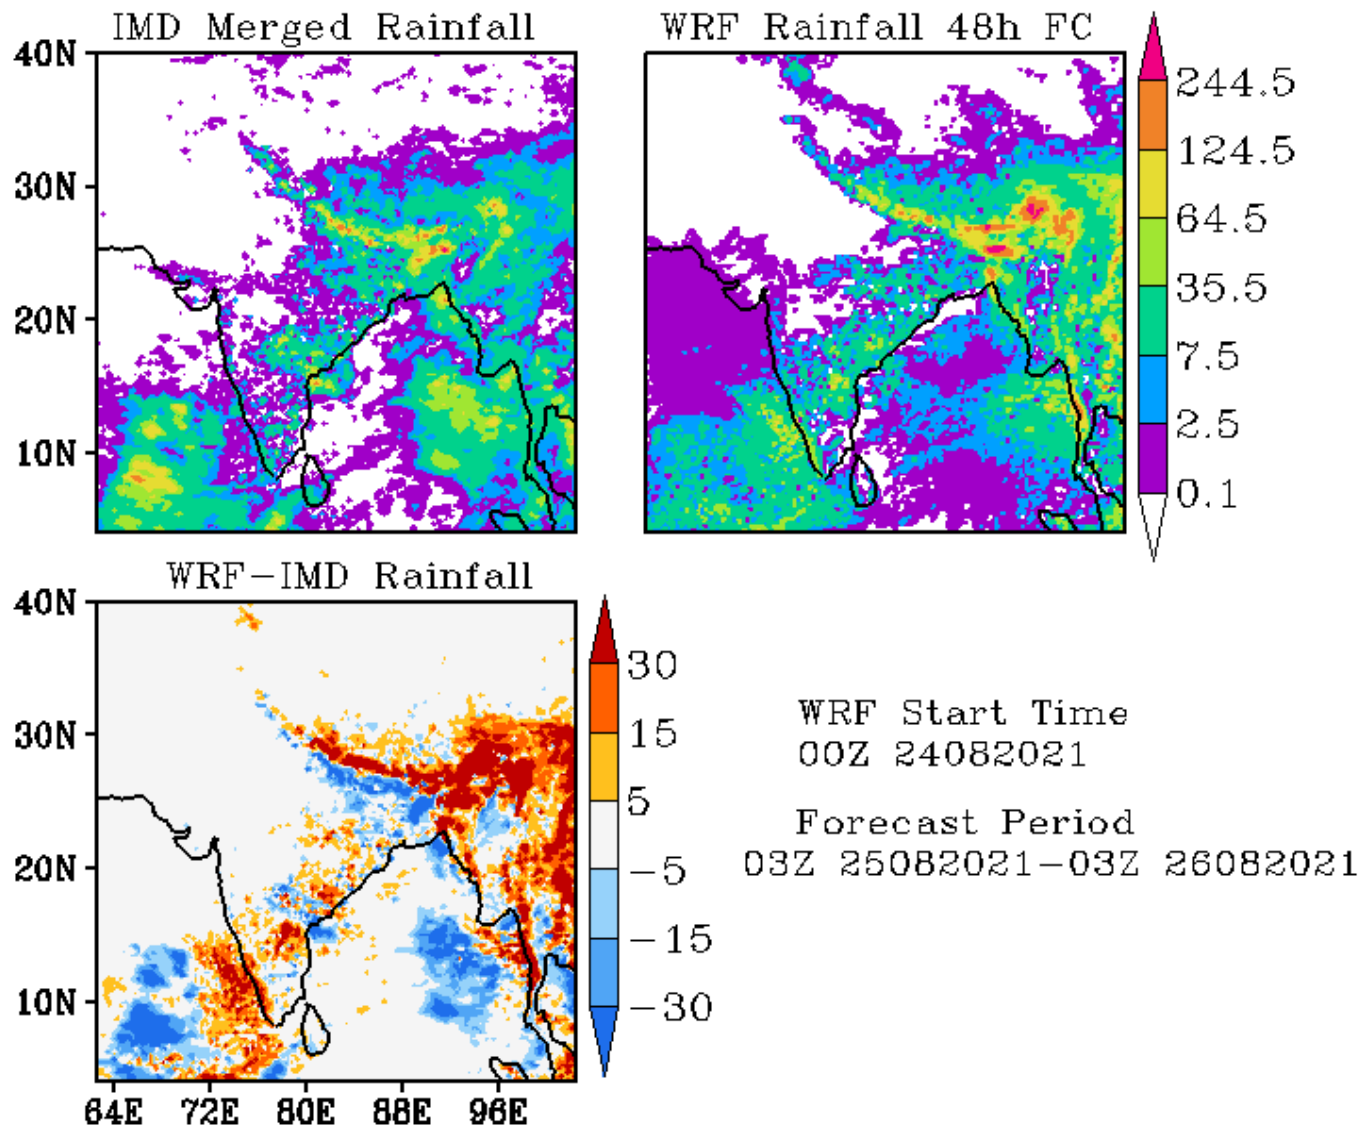 IMD Merged Rainfall
WRF Rainfall 48h FC
40N
30N
20N
10N
244.5
124.5
64.5
35.5
7.5
2.5
0.1
WRF-IMD Rainfall
40N
30N
20N
10N
64E 72E 80E 88E 96E
30
15
5
-5
-15
-30
WRF Start Time
00Z 24082021
Forecast Period
03Z 25082021-03Z 26082021